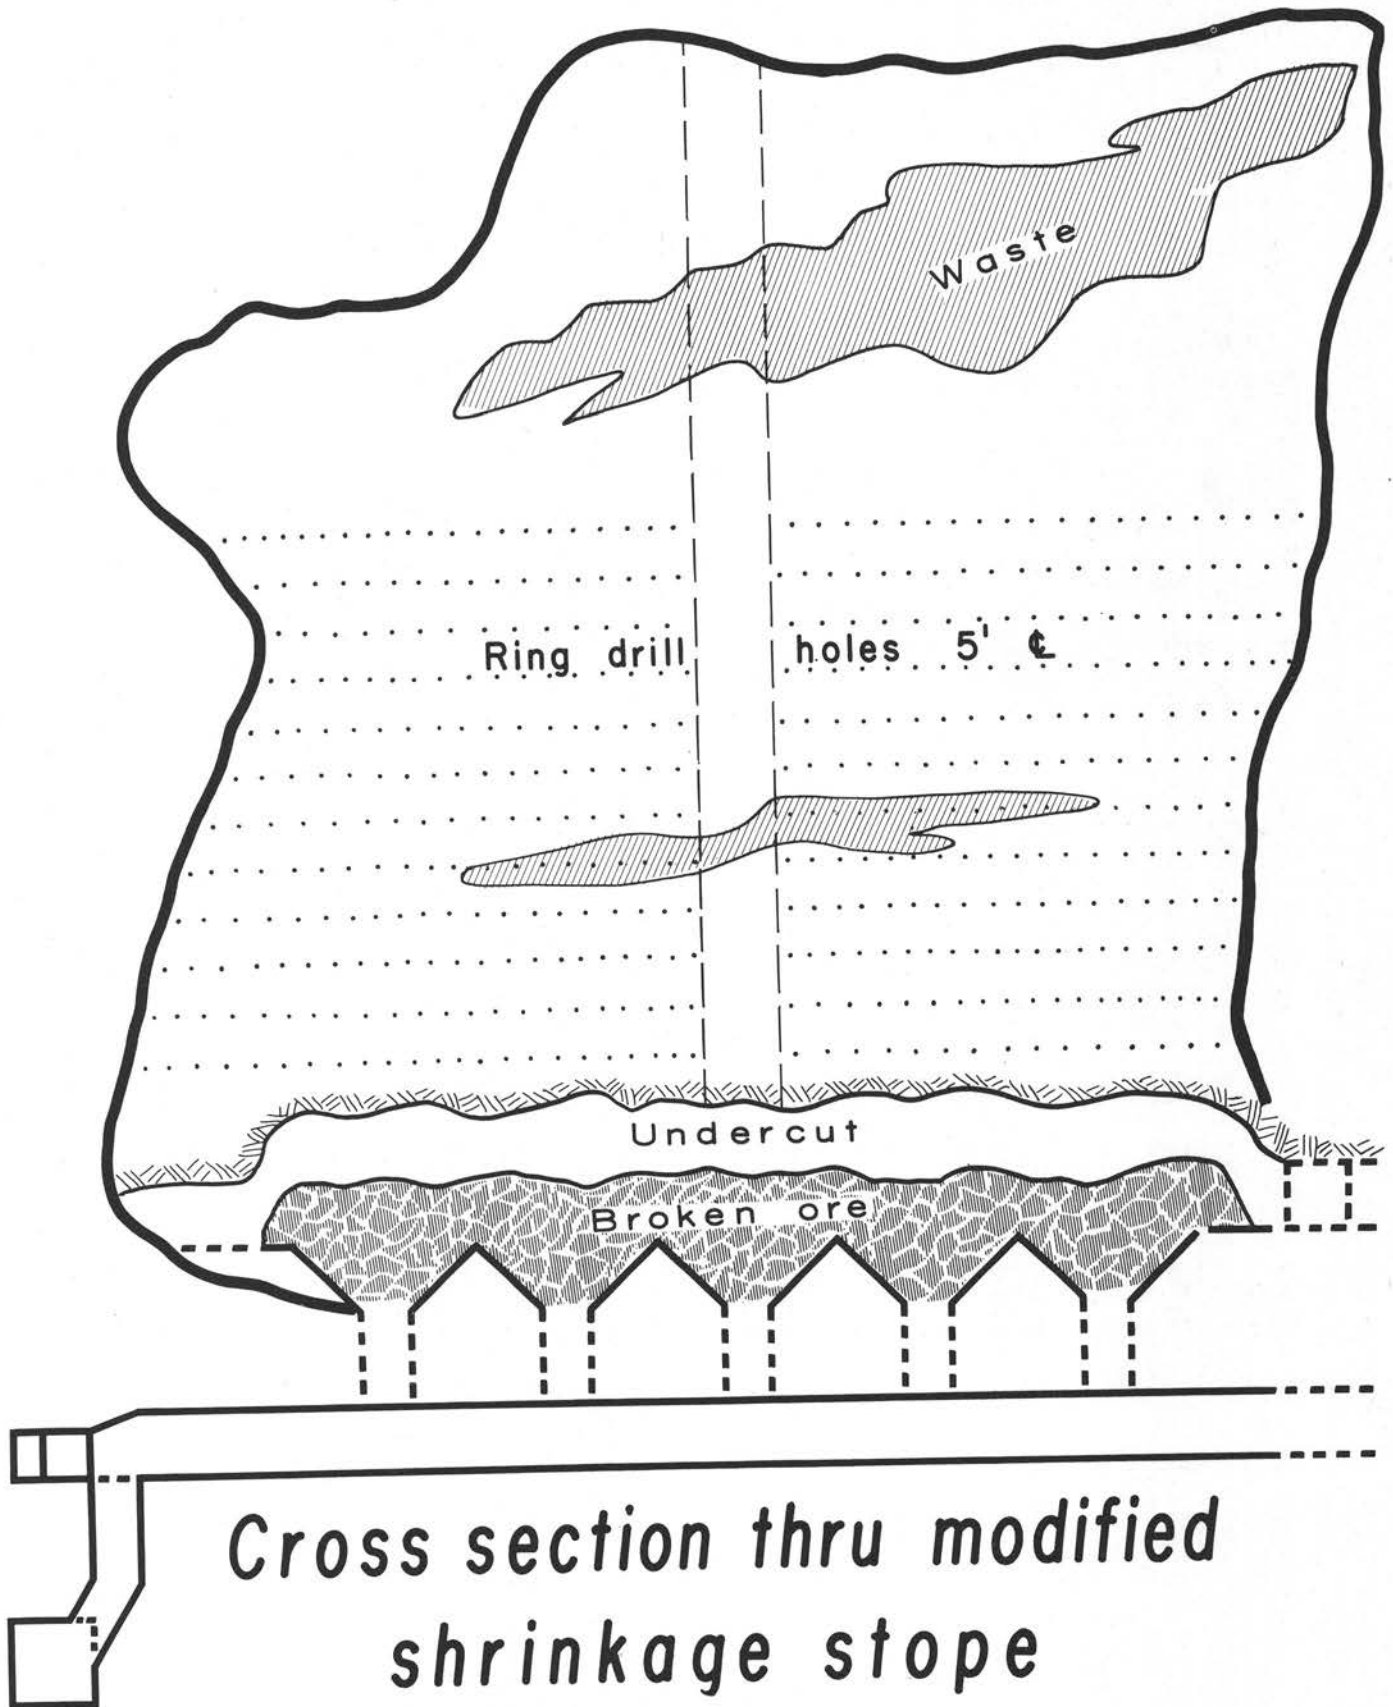 Waste
Ring drill holes 5' ℄
Undercut
Broken ore
Cross section thru modified
shrinkage stope